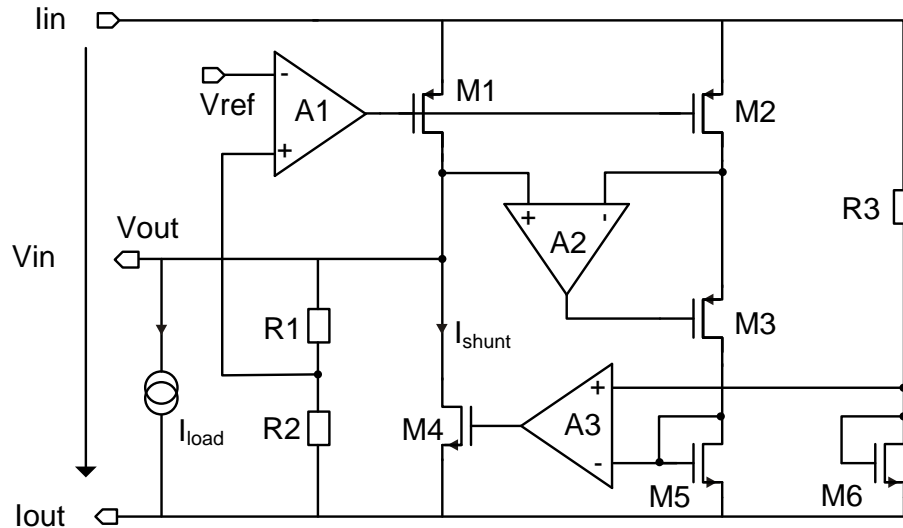 Iin
Vref
-
+
A1
M1
M2
+
-
A2
R3
Vout
Vin
R1
Ishunt
M3
Iload
R2
M4
A3
+
-
M5
M6
Iout